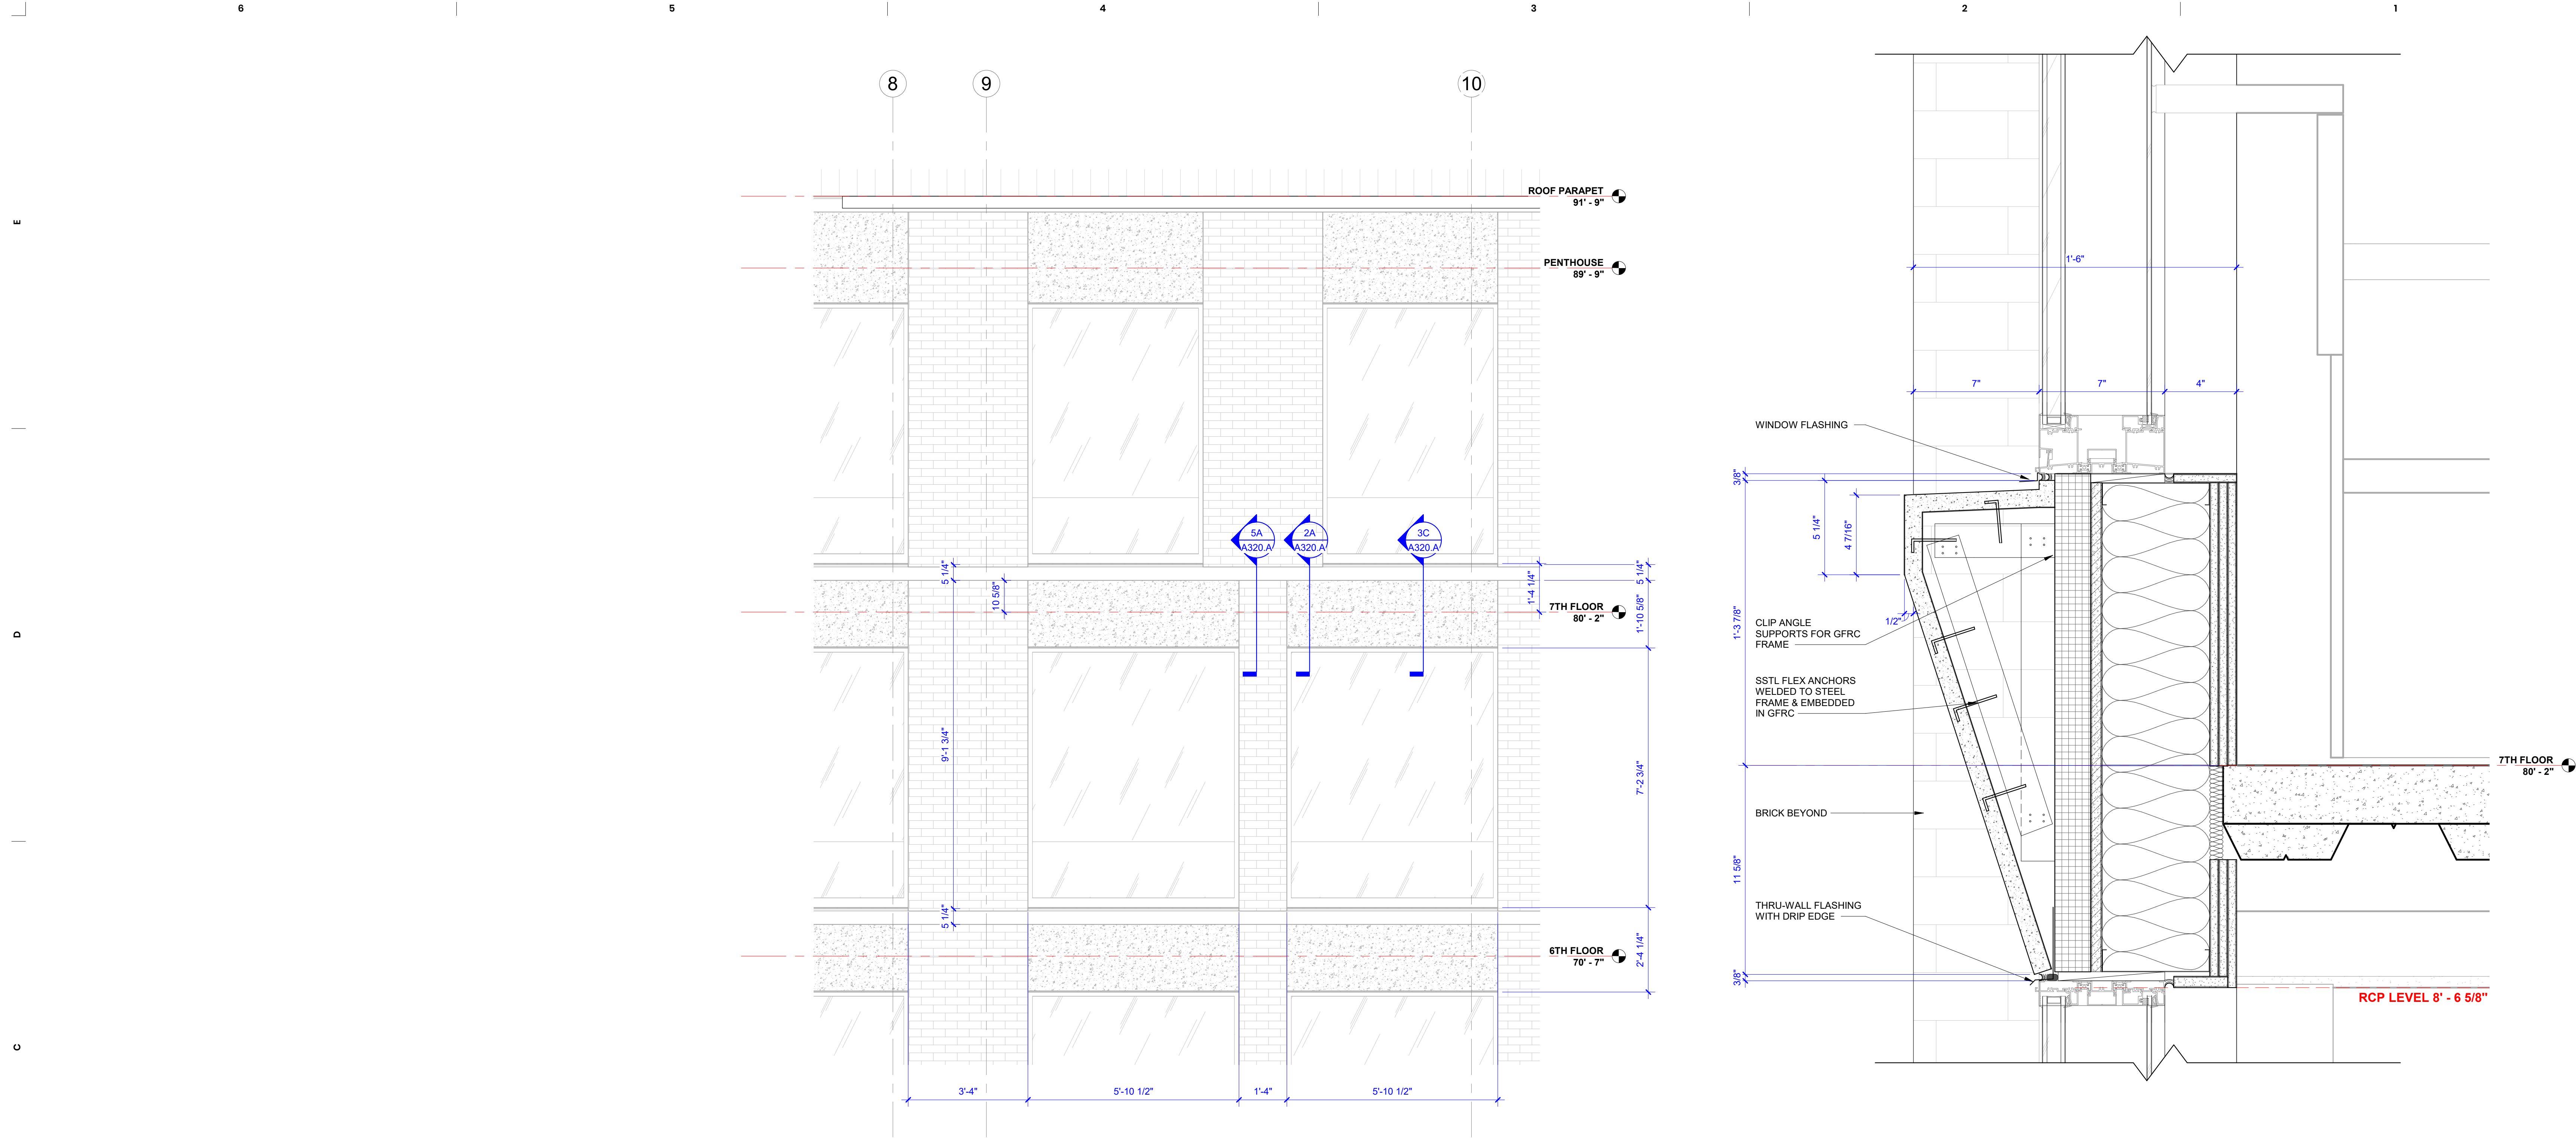 6 5 4 3 2 1
E
D
C
8 9 10
ROOF PARAPET
91' - 9"
PENTHOUSE
89' - 9"
5A
A320.A
2A
A320.A
3C
A320.A
5 1/4"
10 5/8"
1'-4 1/4"
5 1/4"
7TH FLOOR
80' - 2"
1'-10 5/8"
9'-1 3/4"
7'-2 3/4"
5 1/4"
6TH FLOOR
70' - 7"
2'-4 1/4"
3'-4"
5'-10 1/2"
1'-4"
5'-10 1/2"
1'-6"
7"
7"
4"
WINDOW FLASHING
3/8"
5 1/4"
4 7/16"
1'-3 7/8"
1/2"
CLIP ANGLE
SUPPORTS FOR GFRC
FRAME
SSTL FLEX ANCHORS
WELDED TO STEEL
FRAME & EMBEDDED
IN GFRC
7TH FLOOR
80' - 2"
BRICK BEYOND
11 5/8"
THRU-WALL FLASHING
WITH DRIP EDGE
3/8"
RCP LEVEL 8' - 6 5/8"